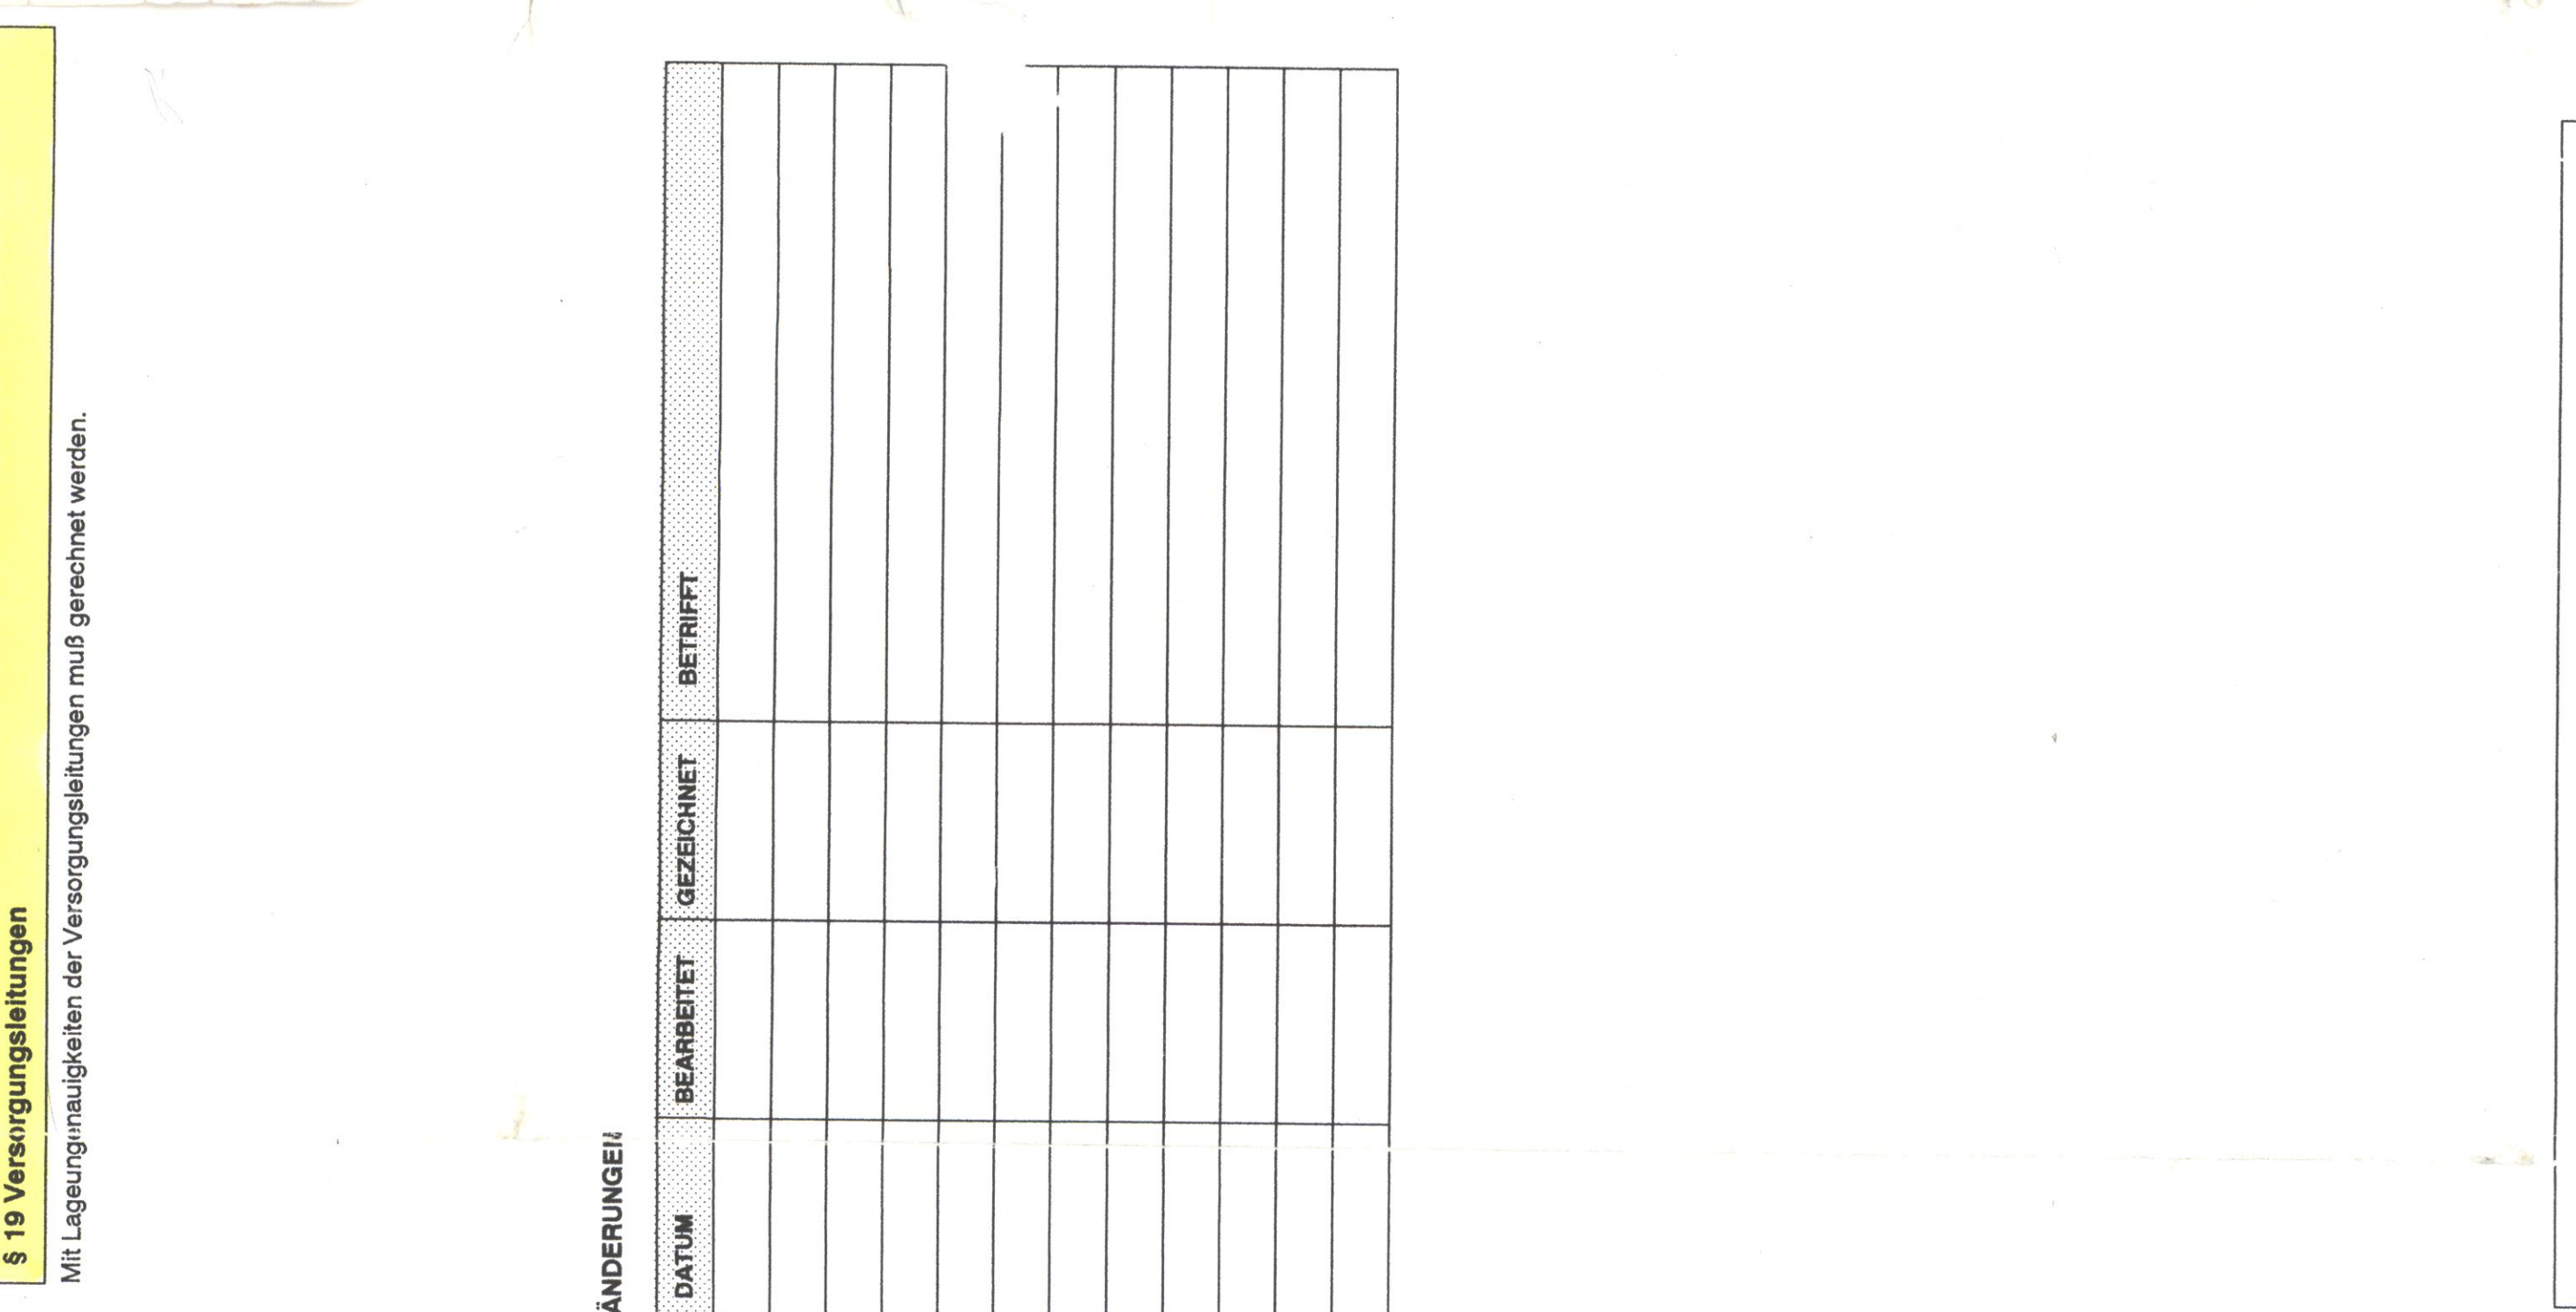 § 19 Versorgungsleitungen
Mit Lageungenauigkeiten der Versorgungsleitungen muß gerechnet werden.
ÄNDERUNGEN
DATUM BEARBEITET GEZEICHNET BETRIFFT